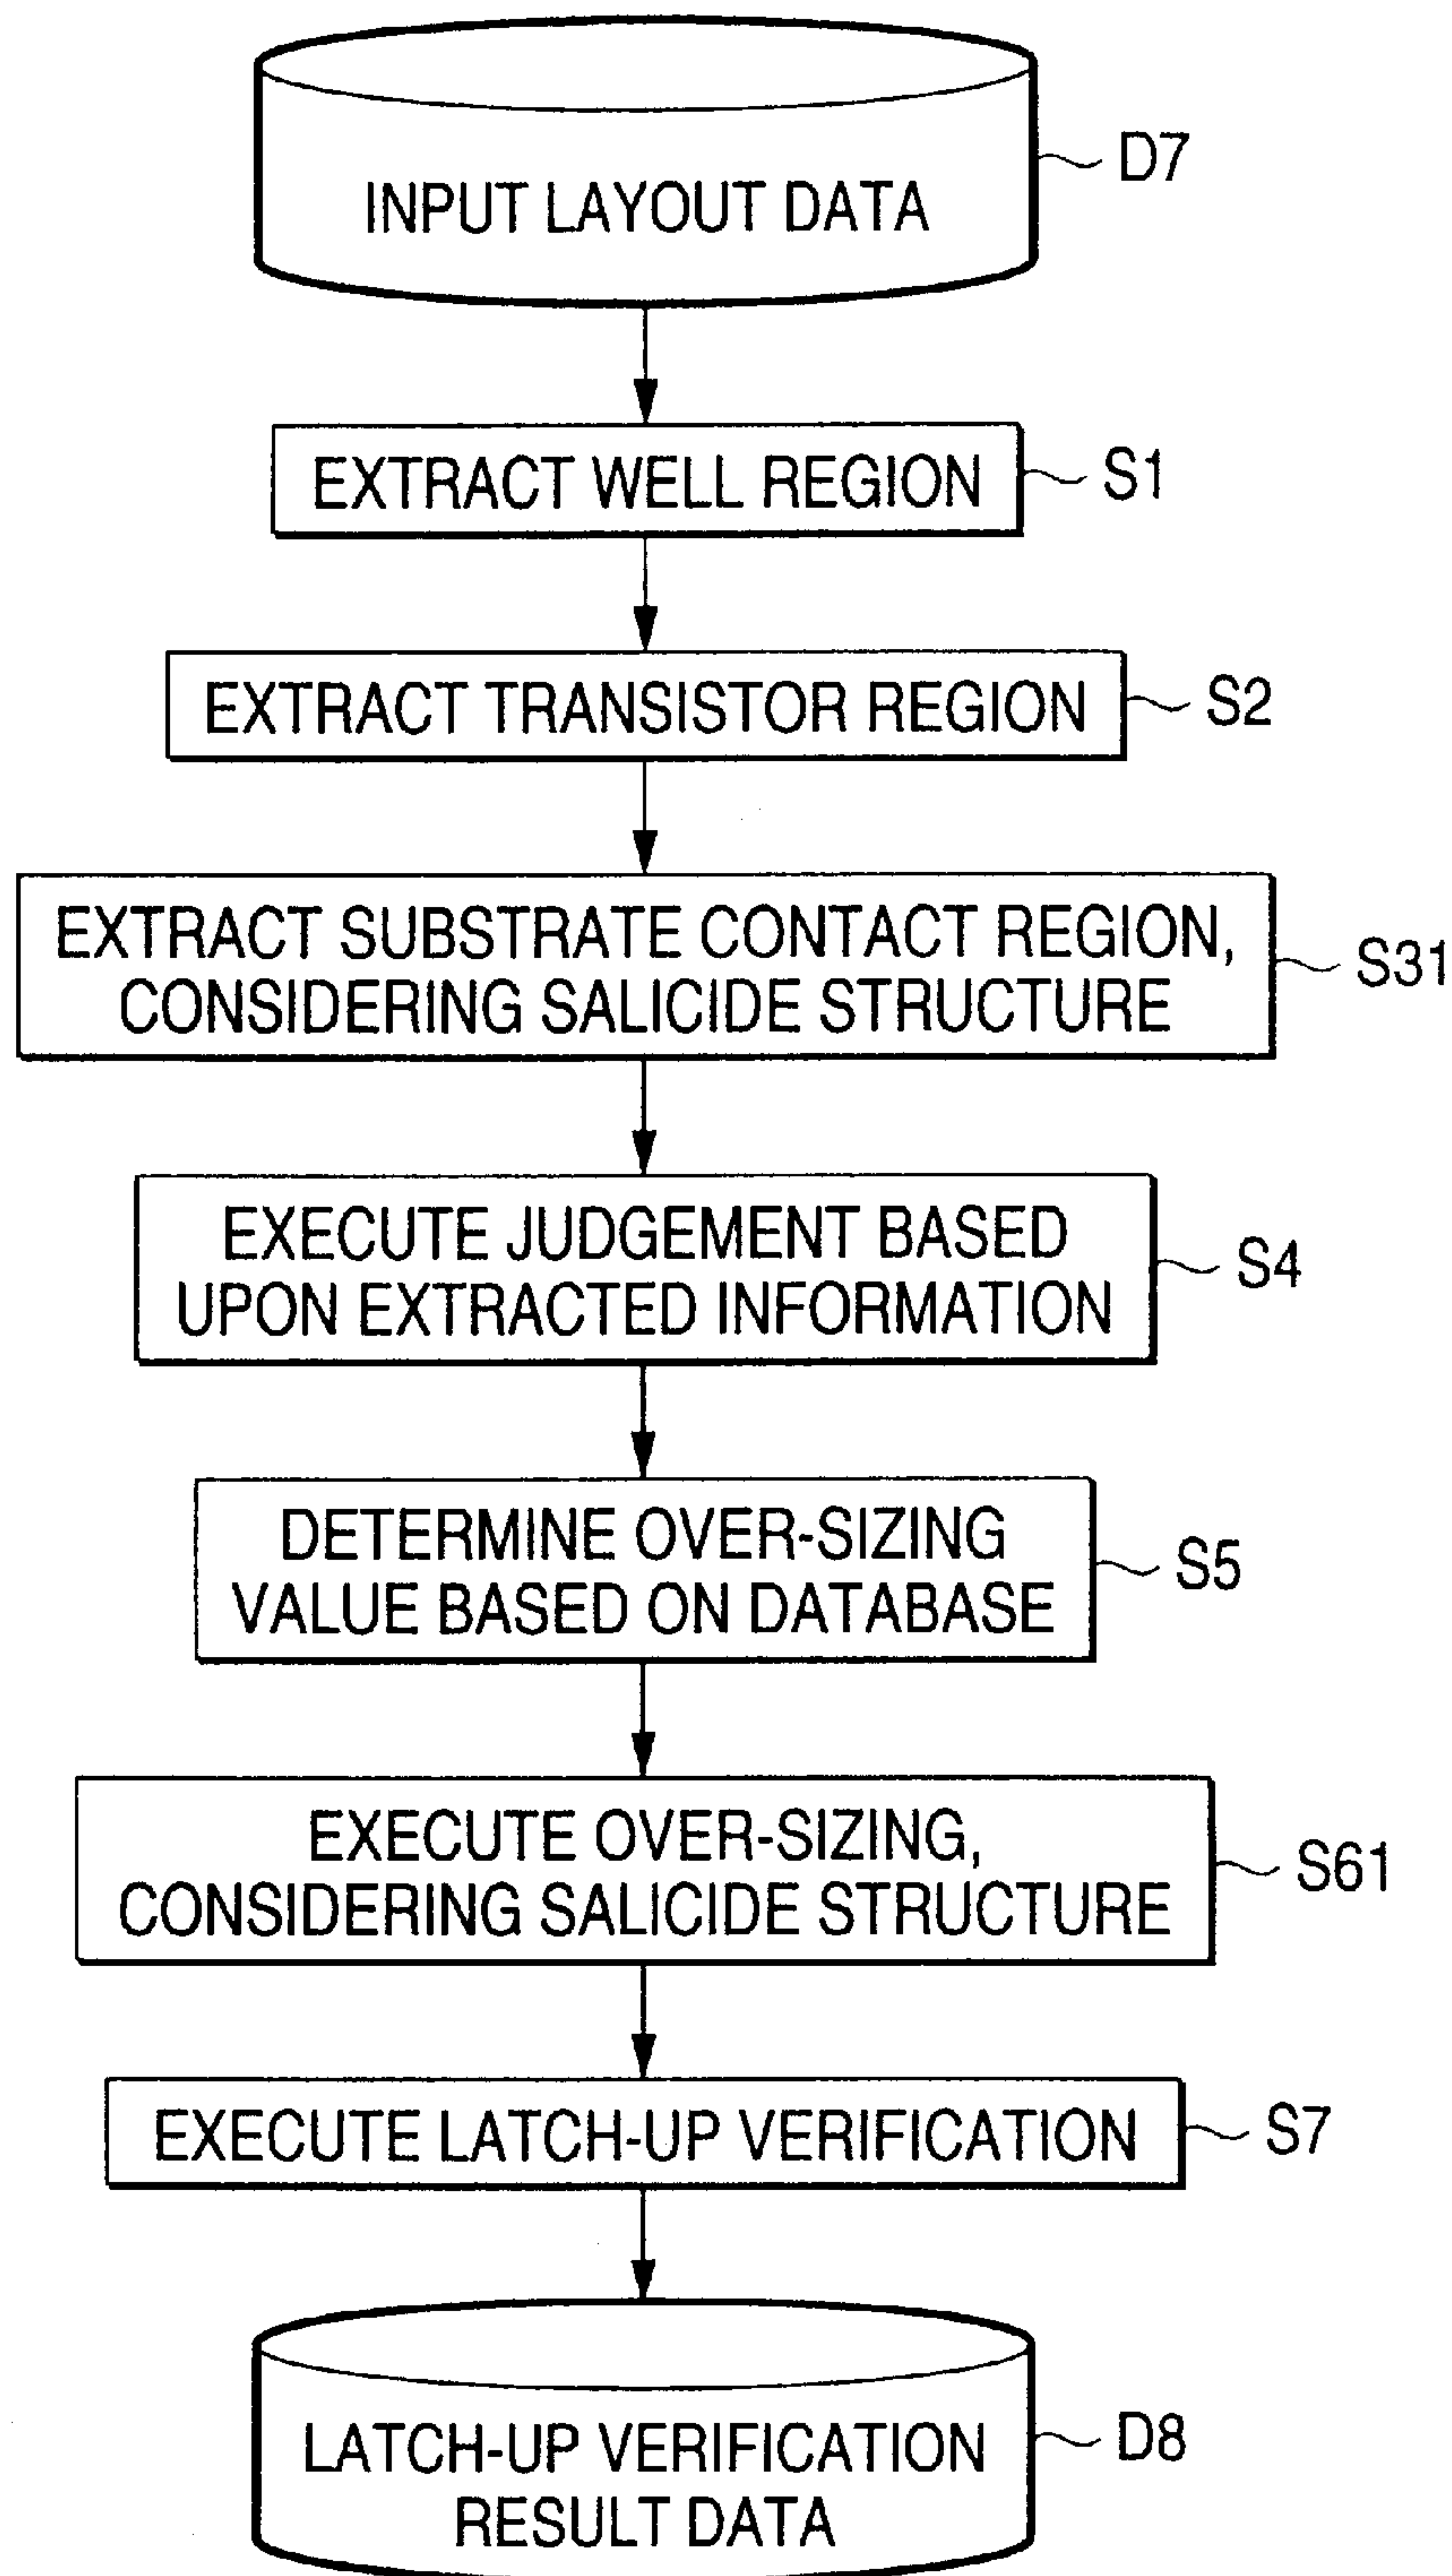 INPUT LAYOUT DATA
D7
EXTRACT WELL REGION
S1
EXTRACT TRANSISTOR REGION
S2
EXTRACT SUBSTRATE CONTACT REGION,
CONSIDERING SALICIDE STRUCTURE
S31
EXECUTE JUDGEMENT BASED
UPON EXTRACTED INFORMATION
S4
DETERMINE OVER-SIZING
VALUE BASED ON DATABASE
S5
EXECUTE OVER-SIZING,
CONSIDERING SALICIDE STRUCTURE
S61
EXECUTE LATCH-UP VERIFICATION
S7
LATCH-UP VERIFICATION
RESULT DATA
D8